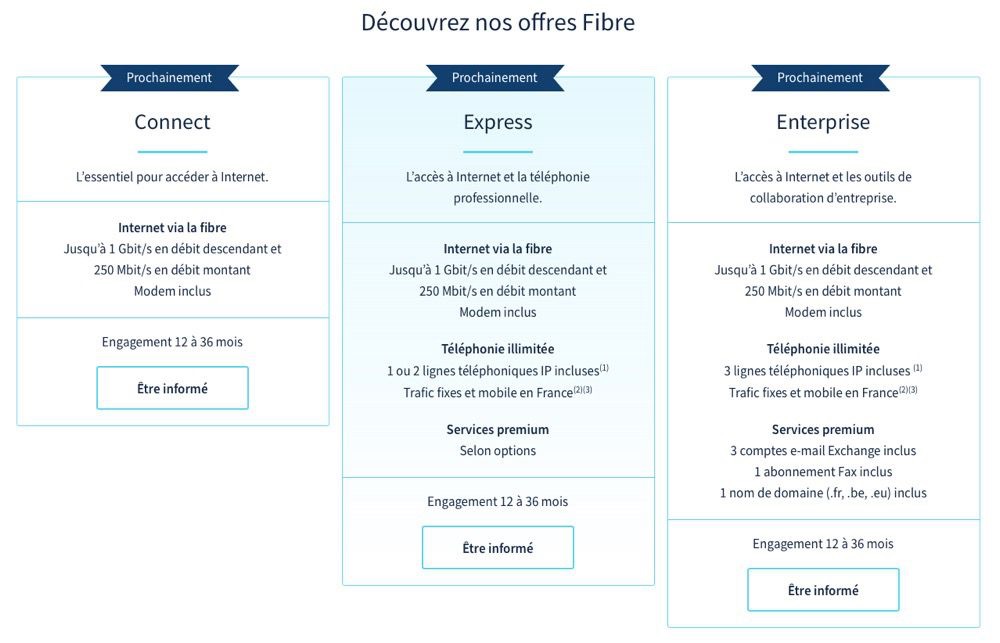 Découvrez nos offres Fibre
Prochainement
Connect
L'essentiel pour accéder à Internet.
Internet via la fibre
Jusqu'à 1 Gbit/s en débit descendant et
250 Mbit/s en débit montant
Modem inclus
Engagement 12 à 36 mois
Être informé
Prochainement
Express
L'accès à Internet et la téléphonie
professionnelle.
Internet via la fibre
Jusqu'à 1 Gbit/s en débit descendant et
250 Mbit/s en débit montant
Modem inclus
Téléphonie illimitée
1 ou 2 lignes téléphoniques IP incluses(1)
Trafic fixes et mobile en France(2)(3)
Services premium
Selon options
Engagement 12 à 36 mois
Être informé
Prochainement
Enterprise
L'accès à Internet et les outils de
collaboration d'entreprise.
Internet via la fibre
Jusqu'à 1 Gbit/s en débit descendant et
250 Mbit/s en débit montant
Modem inclus
Téléphonie illimitée
3 lignes téléphoniques IP incluses (1)
Trafic fixes et mobile en France(2)(3)
Services premium
3 comptes e-mail Exchange inclus
1 abonnement Fax inclus
1 nom de domaine (.fr, .be, .eu) inclus
Engagement 12 à 36 mois
Être informé